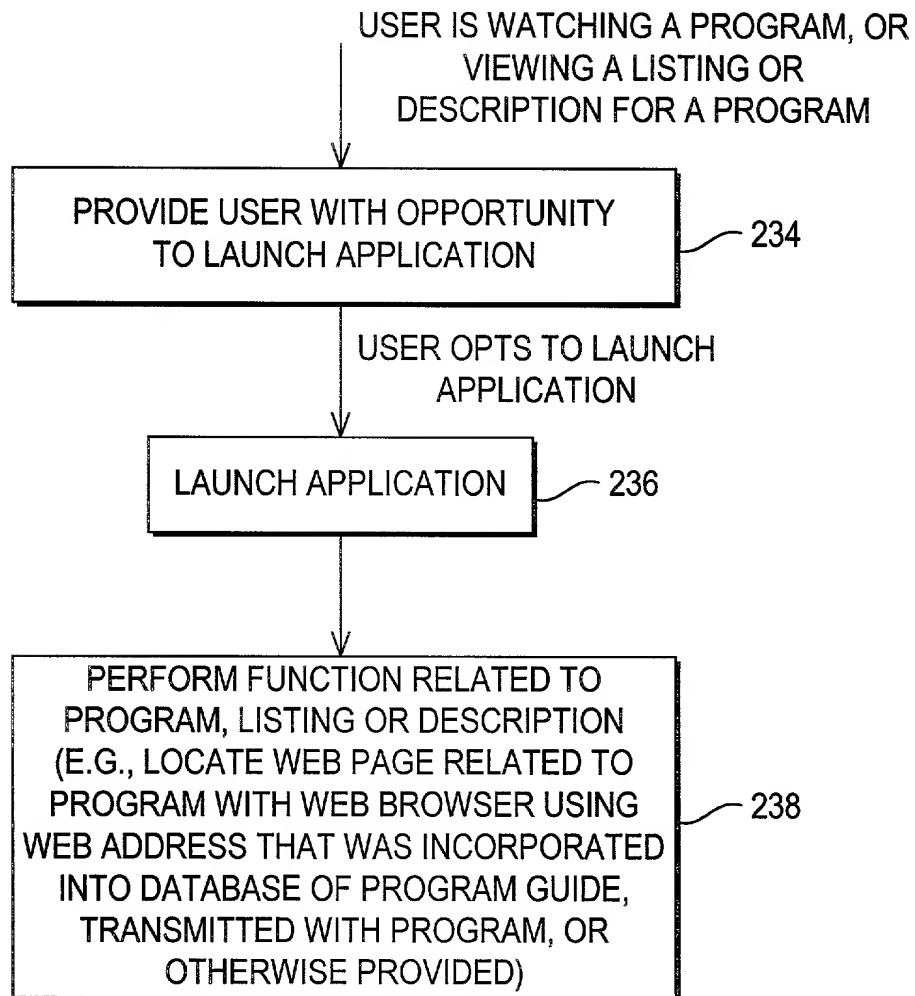 USER IS WATCHING A PROGRAM, OR
VIEWING A LISTING OR
DESCRIPTION FOR A PROGRAM
PROVIDE USER WITH OPPORTUNITY
TO LAUNCH APPLICATION
234
USER OPTS TO LAUNCH
APPLICATION
LAUNCH APPLICATION
236
PERFORM FUNCTION RELATED TO
PROGRAM, LISTING OR DESCRIPTION
(E.G., LOCATE WEB PAGE RELATED TO
PROGRAM WITH WEB BROWSER USING
WEB ADDRESS THAT WAS INCORPORATED
INTO DATABASE OF PROGRAM GUIDE,
TRANSMITTED WITH PROGRAM, OR
OTHERWISE PROVIDED)
238